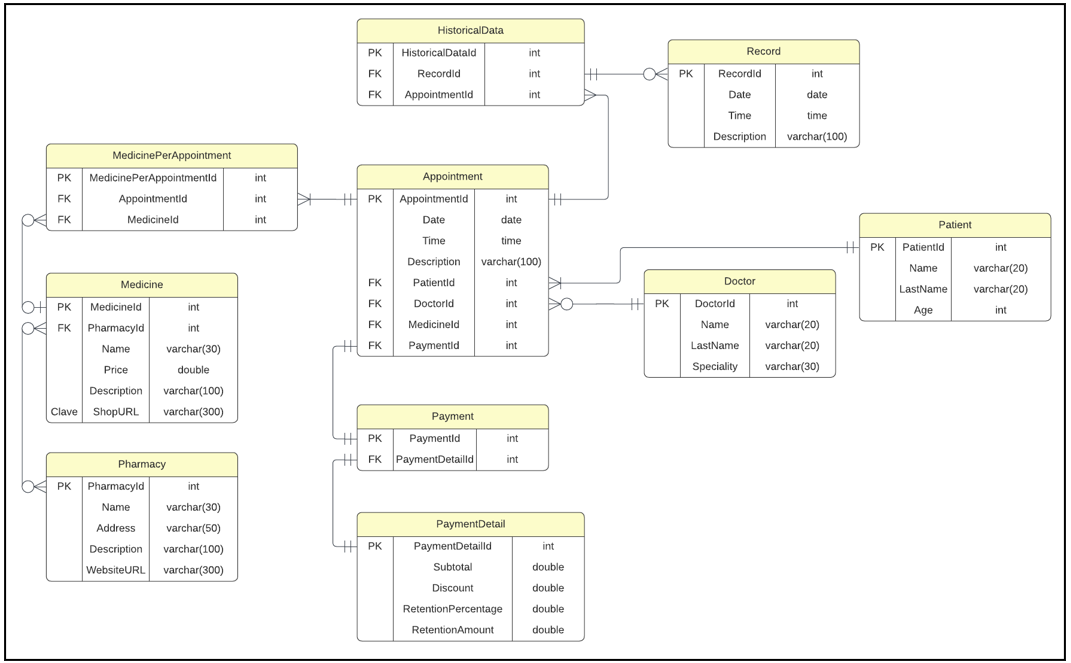 HistoricalData
PK HistoricalDataId int
FK RecordId int
FK AppointmentId int
Record
PK RecordId int
Date date
Time time
Description varchar(100)
MedicinePerAppointment
PK MedicinePerAppointmentId int
FK AppointmentId int
FK MedicineId int
Appointment
PK AppointmentId int
Date date
Time time
Description varchar(100)
FK PatientId int
FK DoctorId int
FK MedicineId int
FK PaymentId int
Patient
PK PatientId int
Name varchar(20)
LastName varchar(20)
Age int
Doctor
PK DoctorId int
Name varchar(20)
LastName varchar(20)
Speciality varchar(30)
Medicine
PK MedicineId int
FK PharmacyId int
Name varchar(30)
Price double
Description varchar(100)
Clave ShopURL varchar(300)
Payment
PK PaymentId int
FK PaymentDetailId int
Pharmacy
PK PharmacyId int
Name varchar(30)
Address varchar(50)
Description varchar(100)
WebsiteURL varchar(300)
PaymentDetail
PK PaymentDetailId int
Subtotal double
Discount double
RetentionPercentage double
RetentionAmount double